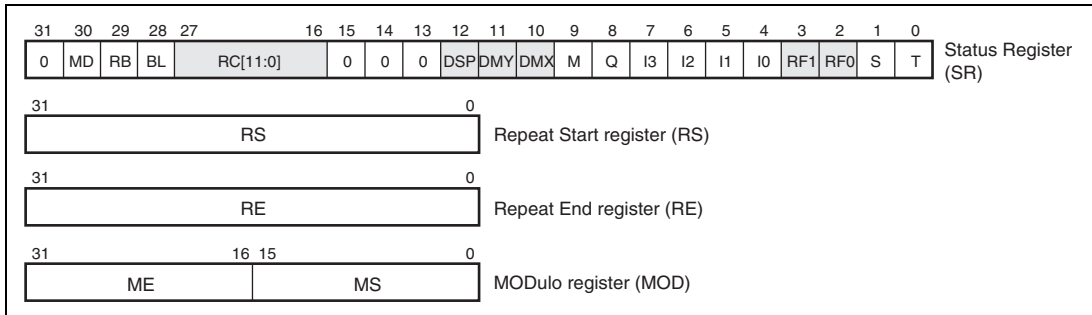 31 30 29 28 27 16 15 14 13 12 11 10 9 8 7 6 5 4 3 2 1 0
0 MD RB BL RC[11:0] 0 0 0 DSP DMY DMX M Q I3 I2 I1 I0 RF1 RF0 S T
Status Register
(SR)
31 0
RS Repeat Start register (RS)
31 0
RE Repeat End register (RE)
31 16 15 0
ME MS MODulo register (MOD)